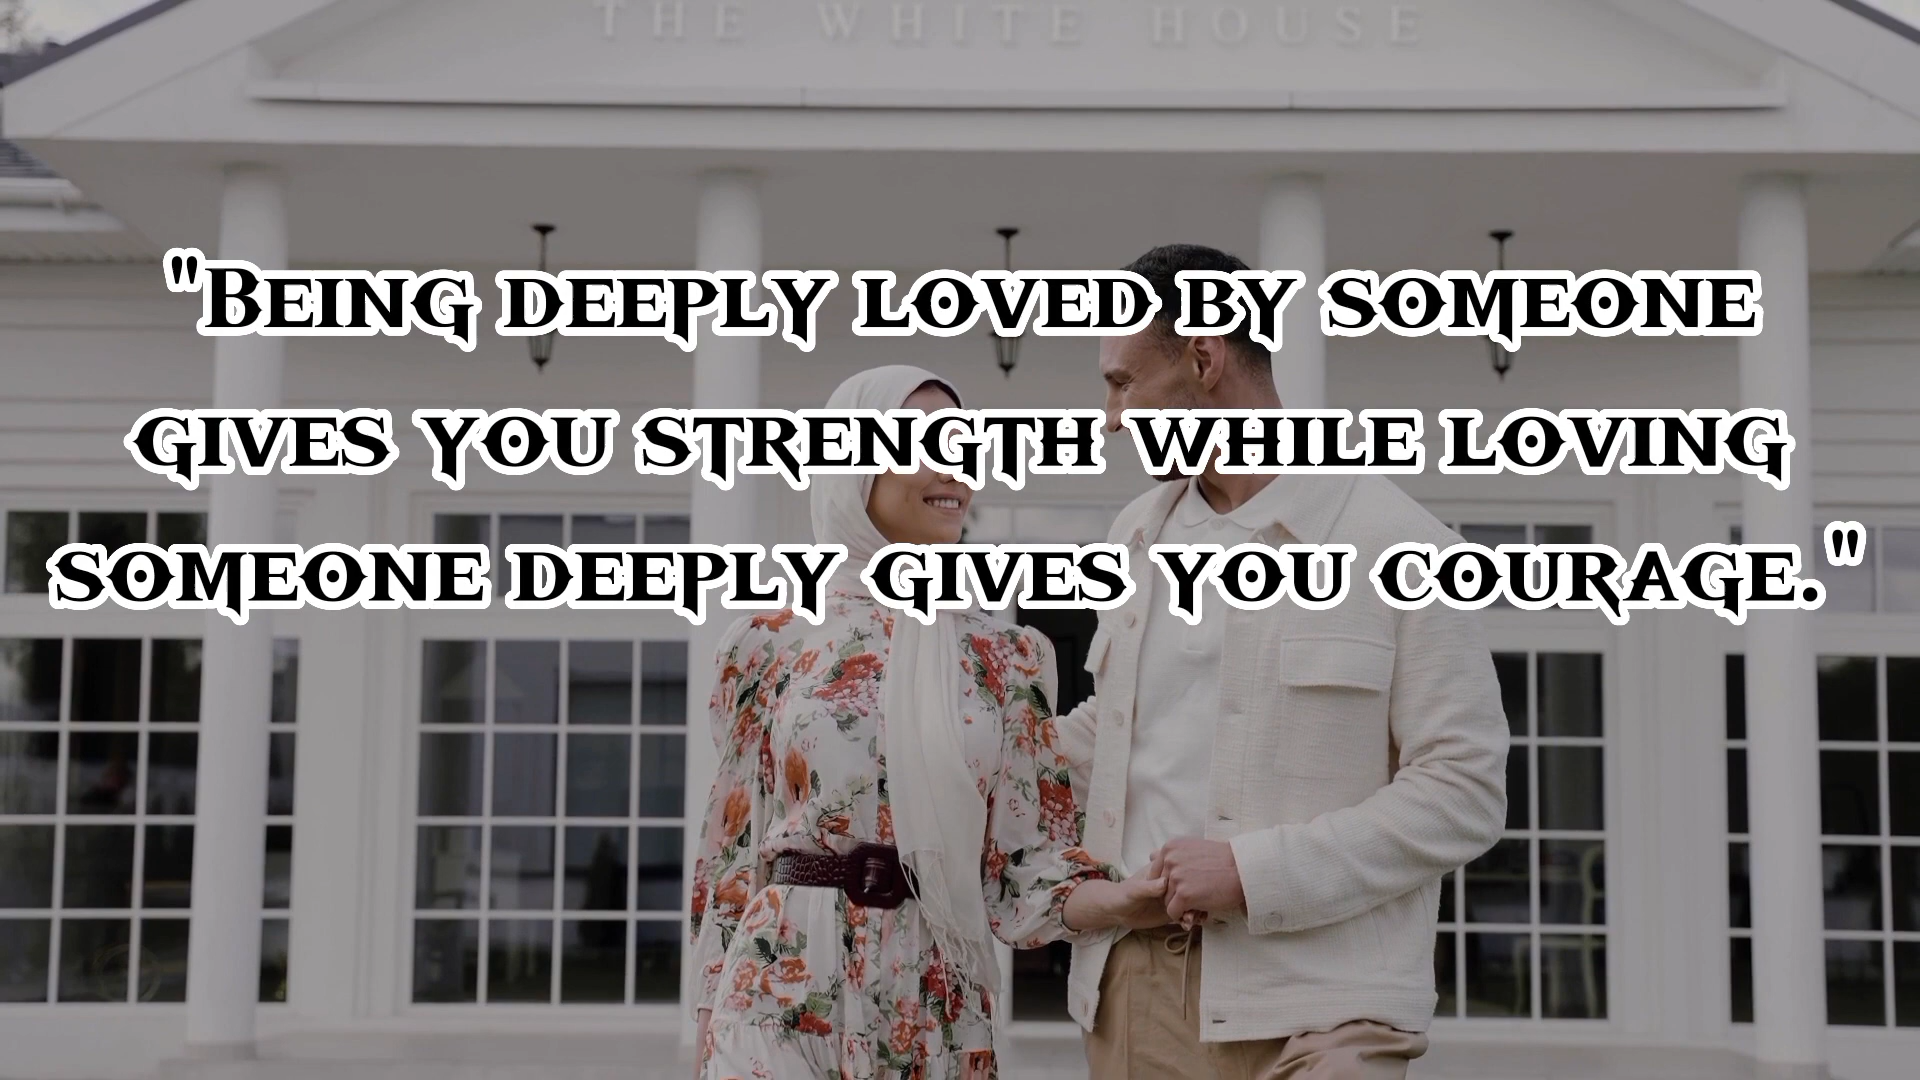 THE WHITE HOUSE
"Being deeply loved by someone
gives you strength while loving
someone deeply gives you courage."